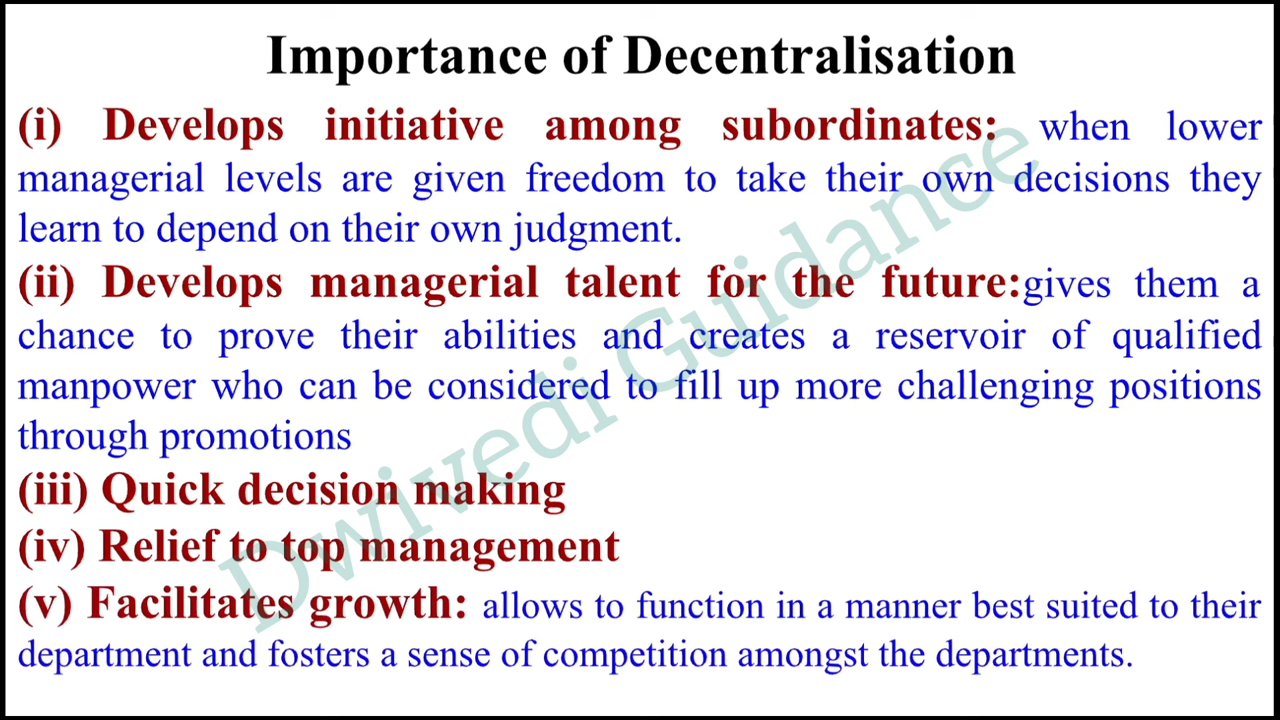 Importance of Decentralisation
(i) Develops initiative among subordinates: when lower
managerial levels are given freedom to take their own decisions they
learn to depend on their own judgment.
(ii) Develops managerial talent for the future:gives them a
chance to prove their abilities and creates a reservoir of qualified
manpower who can be considered to fill up more challenging positions
through promotions
(iii) Quick decision making
(iv) Relief to top management
(v) Facilitates growth: allows to function in a manner best suited to their
department and fosters a sense of competition amongst the departments.
Dwivedi Guidance